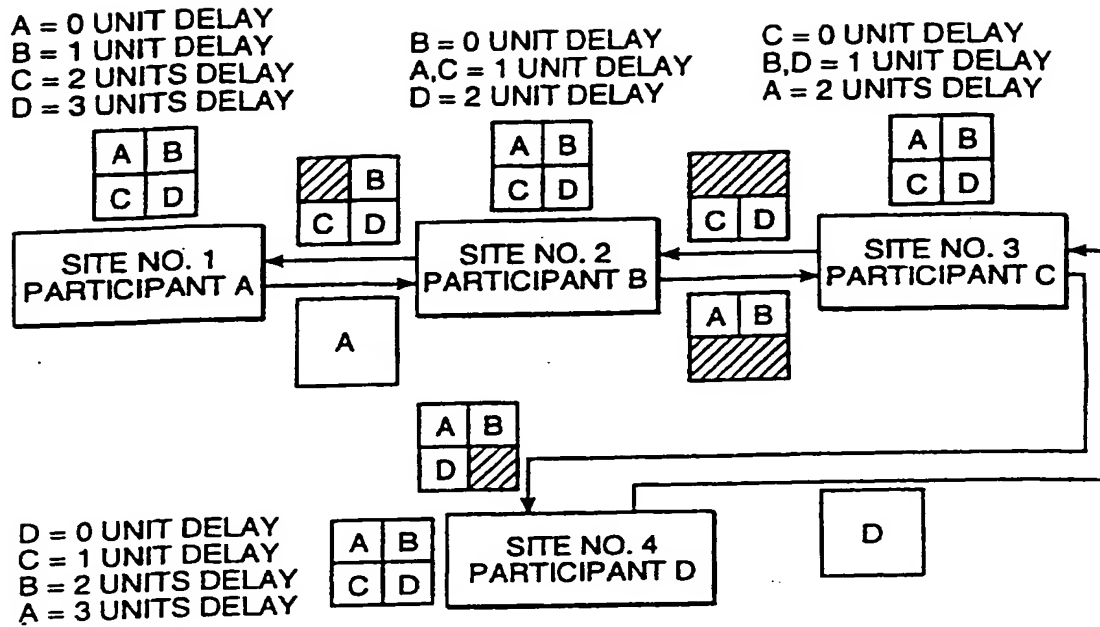 A = 0 UNIT DELAY
B = 1 UNIT DELAY
C = 2 UNITS DELAY
D = 3 UNITS DELAY
B = 0 UNIT DELAY
A,C = 1 UNIT DELAY
D = 2 UNIT DELAY
C = 0 UNIT DELAY
B,D = 1 UNIT DELAY
A = 2 UNITS DELAY
A B
C D
B
C D
A B
C D
C D
A B
C D
SITE NO. 1
PARTICIPANT A
SITE NO. 2
PARTICIPANT B
SITE NO. 3
PARTICIPANT C
A
A B
A B
D
D = 0 UNIT DELAY
C = 1 UNIT DELAY
B = 2 UNITS DELAY
A = 3 UNITS DELAY
A B
C D
SITE NO. 4
PARTICIPANT D
D